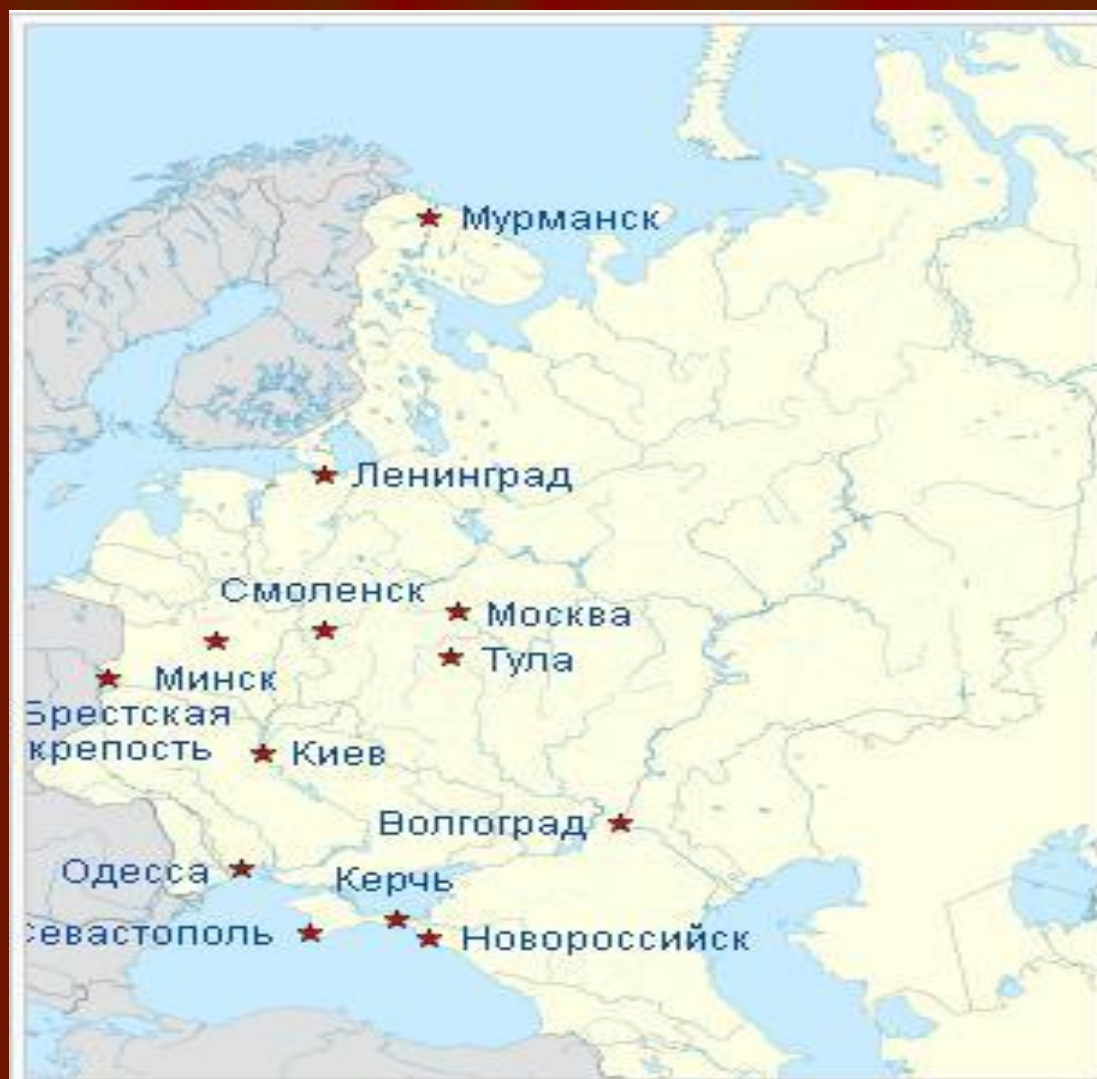 Мурманск
Ленинград
Смоленск
Москва
Тула
Минск
Брестская
крепость
Киев
Волгоград
Одесса
Керчь
Севастополь
Новороссийск